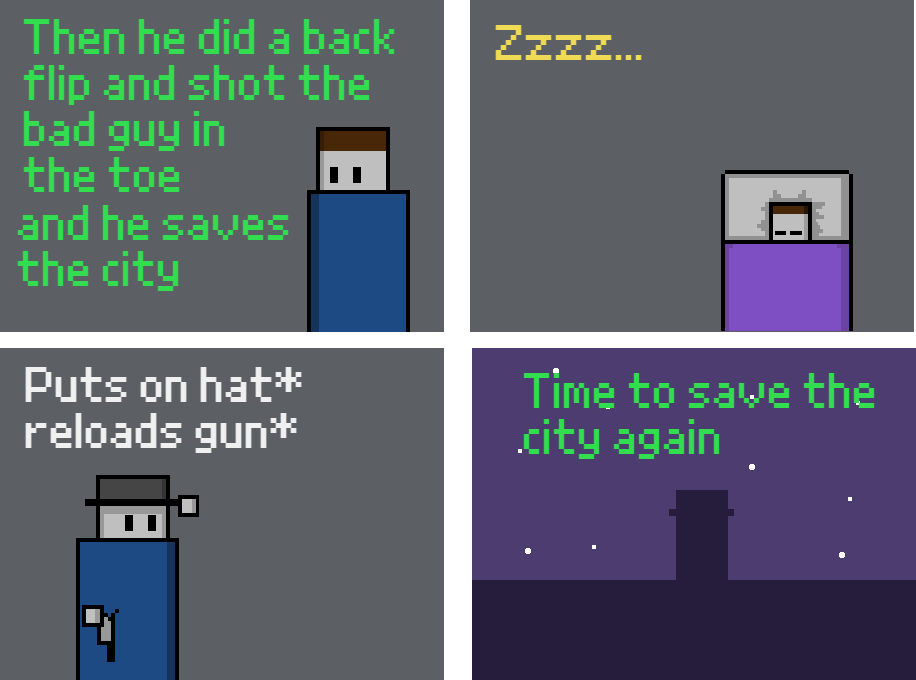 Then he did a back
flip and shot the
bad guy in
the toe
and he saves
the city
Zzzz...
Puts on hat*
reloads gun*
Time to save the
city again